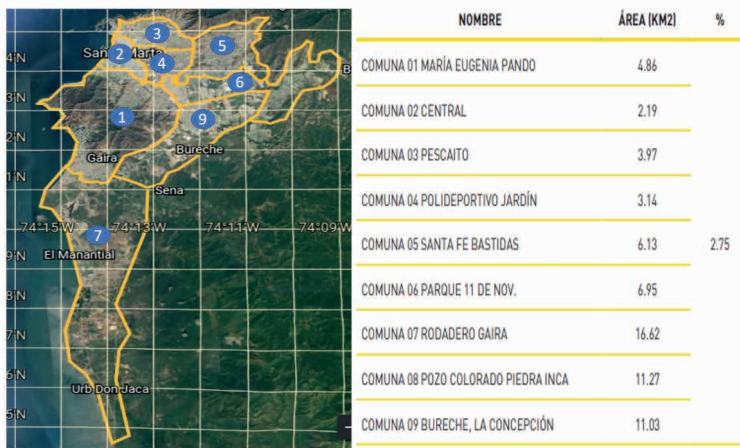 3
5
2
Santa Marta
4
4'N
6
B
3'N
1
9
2'N
Bureche
Gaira
1'N
Sena
74°15'W 74°13'W 74°11'W 74°09'W
7
El Manantial
9'N
8'N
7'N
6'N
Urb Don Jaca
5'N
NOMBRE ÁREA (KM2) %
COMUNA 01 MARÍA EUGENIA PANDO 4.86
COMUNA 02 CENTRAL 2.19
COMUNA 03 PESCAITO 3.97
COMUNA 04 POLIDEPORTIVO JARDÍN 3.14
COMUNA 05 SANTA FE BASTIDAS 6.13 2.75
COMUNA 06 PARQUE 11 DE NOV. 6.95
COMUNA 07 RODADERO GAIRA 16.62
COMUNA 08 POZO COLORADO PIEDRA INCA 11.27
COMUNA 09 BURECHE, LA CONCEPCIÓN 11.03